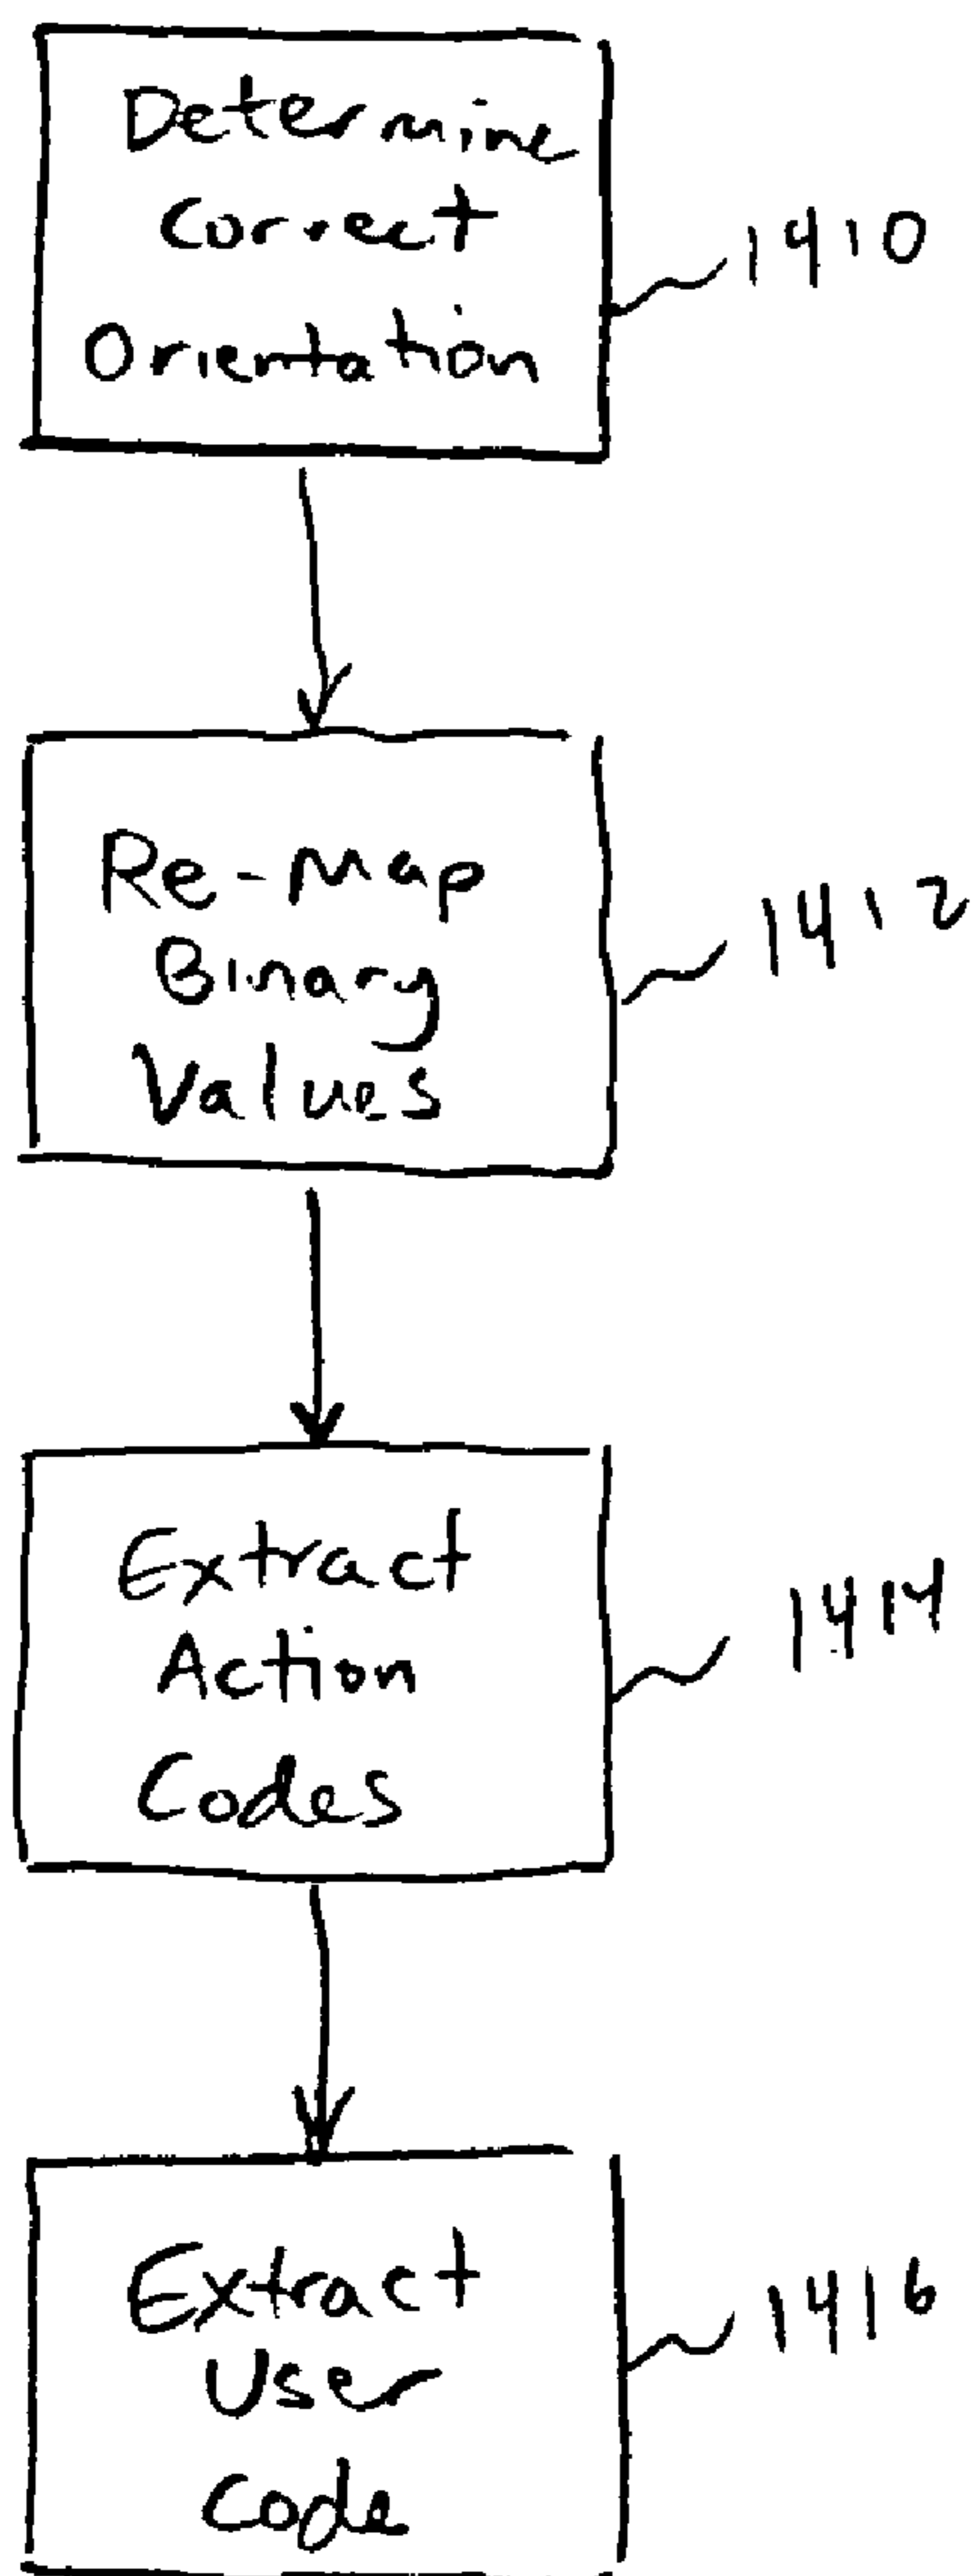 Determine
Correct
Orientation
1410
Re-Map
Binary
Values
1412
Extract
Action
Codes
1414
Extract
User
Code
1416